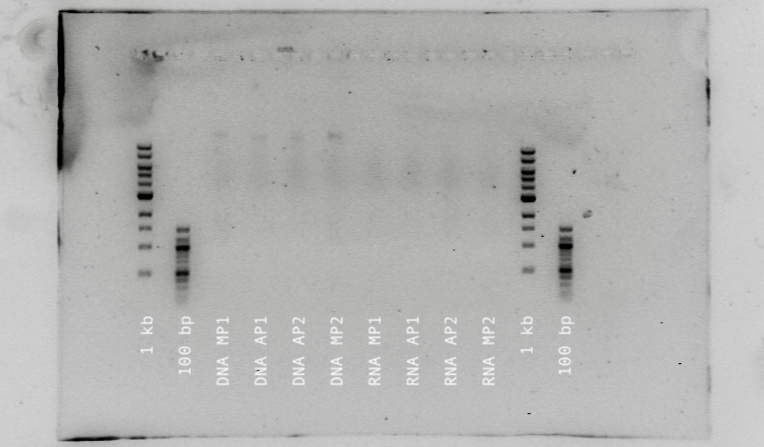 1 kb
100 bp
DNA MP1
DNA AP1
DNA AP2
DNA MP2
RNA MP1
RNA AP1
RNA AP2
RNA MP2
1 kb
100 bp